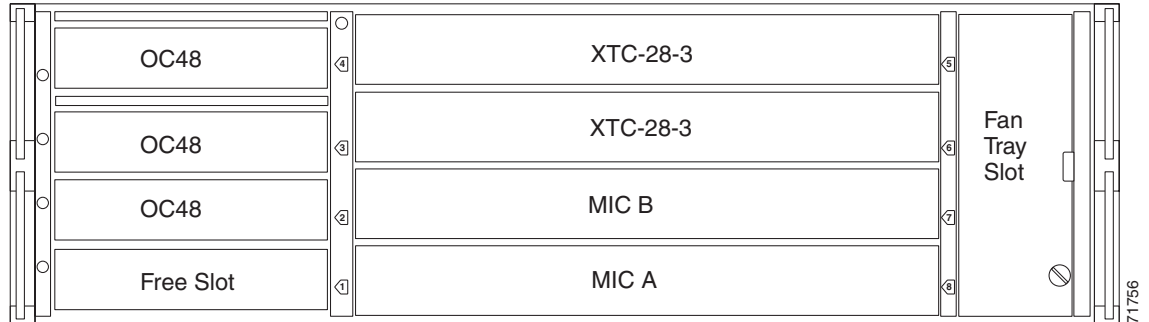 OC48
4
XTC-28-3
5
OC48
3
XTC-28-3
6
Fan
Tray
Slot
OC48
2
MIC B
7
Free Slot
1
MIC A
8
71756